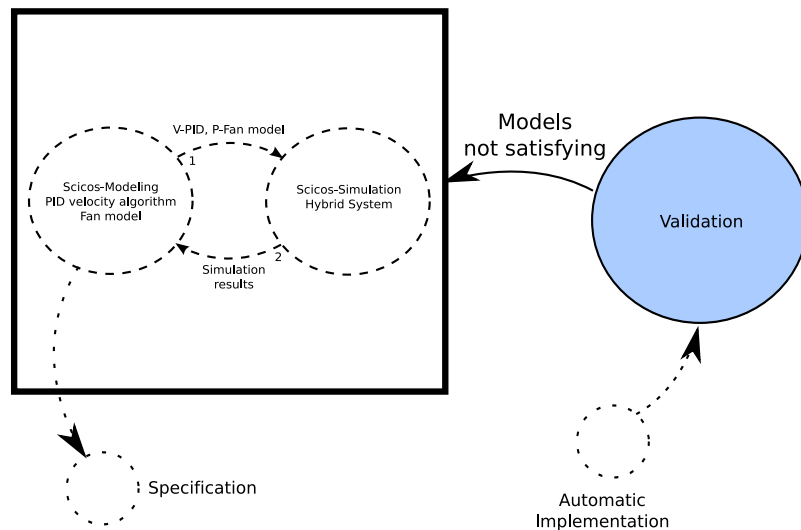 V-PID, P-Fan model
1
Scicos-Modeling
PID velocity algorithm
Fan model
Scicos-Simulation
Hybrid System
2
Simulation
results
Models
not satisfying
Validation
Specification
Automatic
Implementation